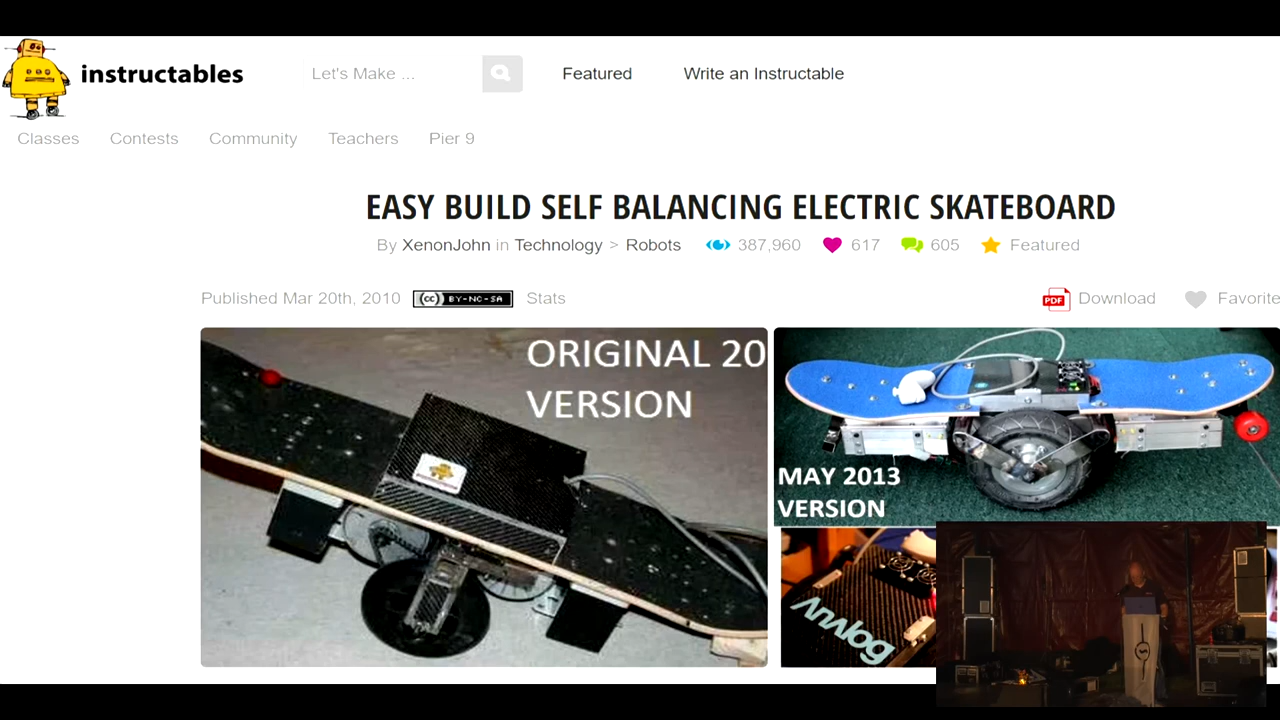 instructables
Let's Make ...
Featured
Write an Instructable
Classes
Contests
Community
Teachers
Pier 9
EASY BUILD SELF BALANCING ELECTRIC SKATEBOARD
By XenonJohn in Technology > Robots
387,960
617
605
Featured
Published Mar 20th, 2010
(cc) BY-NC-SA
Stats
PDF
Download
Favorite
ORIGINAL 20
VERSION
MAY 2013
VERSION
Analog